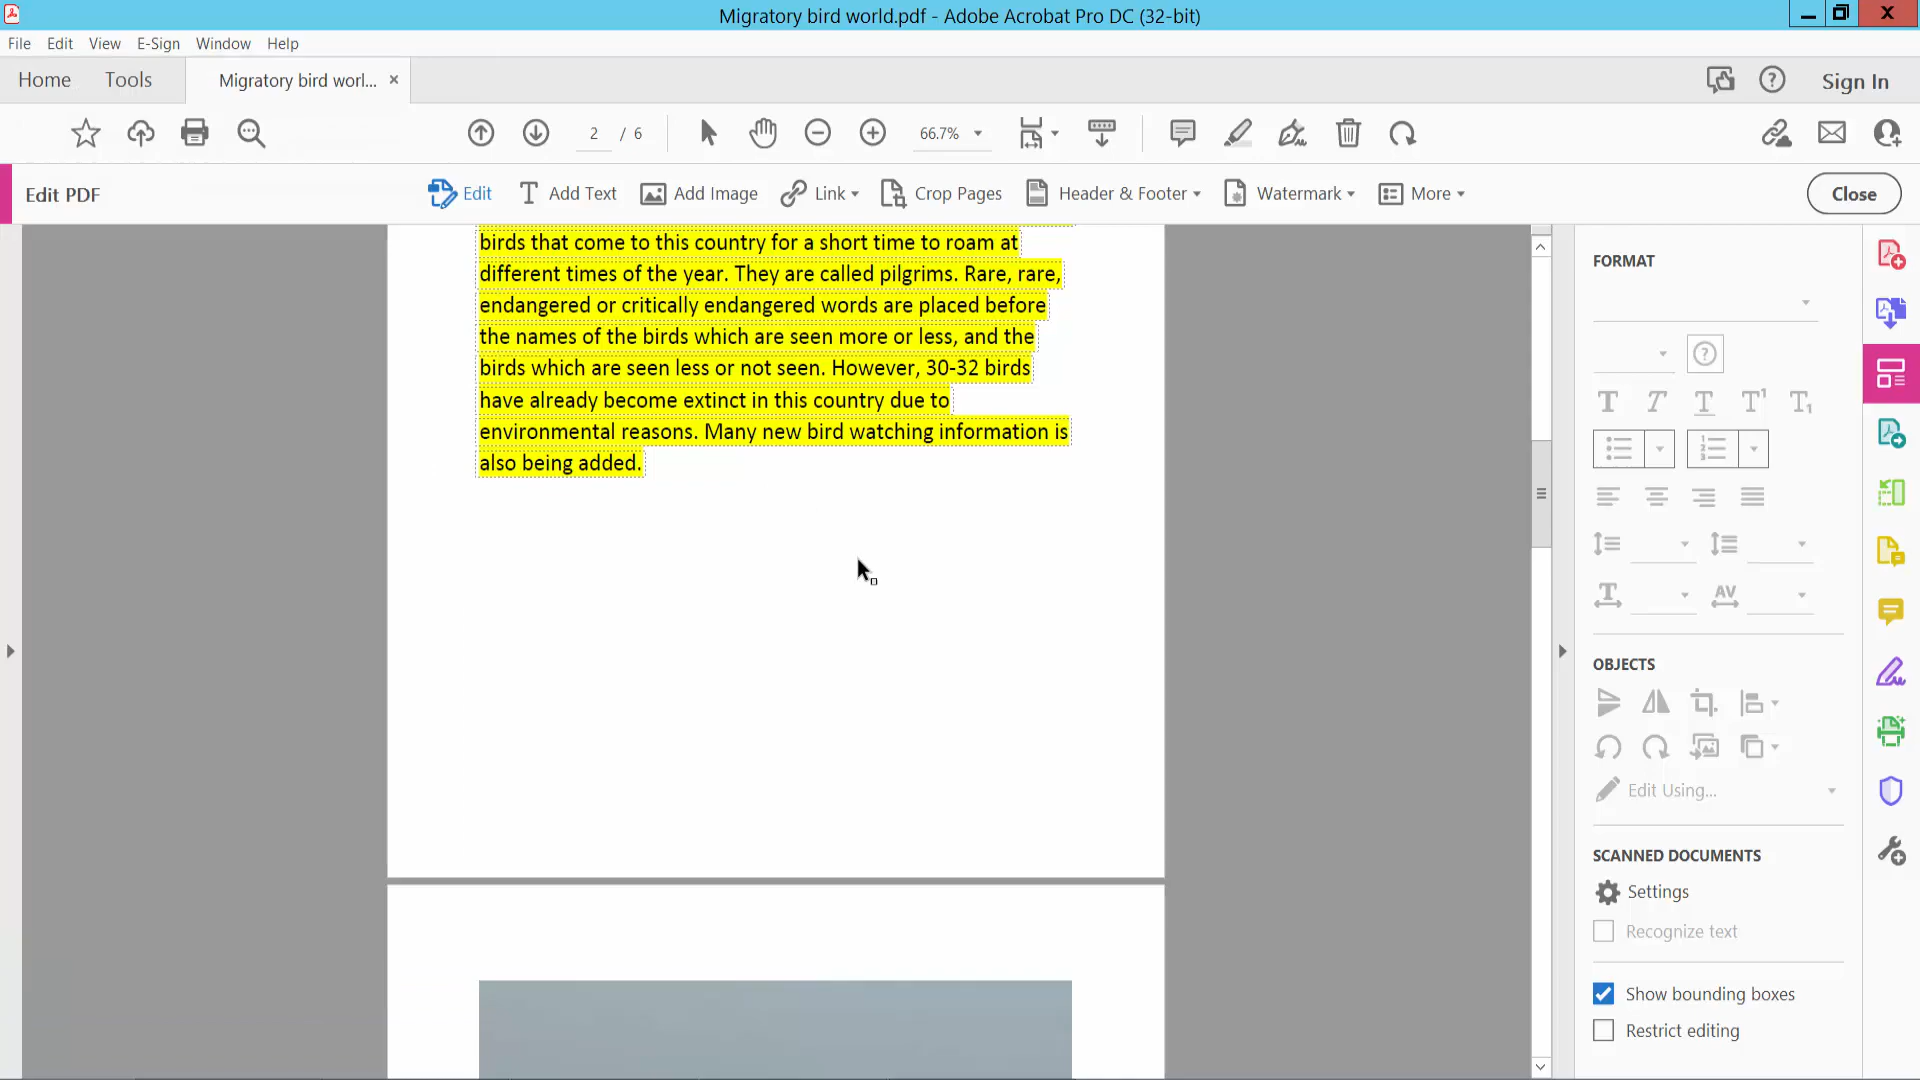 Migratory bird world.pdf - Adobe Acrobat Pro DC (32-bit)
File Edit View E-Sign Window Help
Home Tools Migratory bird worl... × Sign In
2 / 6 66.7%
Edit PDF Edit Add Text Add Image Link Crop Pages Header & Footer Watermark More Close
birds that come to this country for a short time to roam at
different times of the year. They are called pilgrims. Rare, rare,
endangered or critically endangered words are placed before
the names of the birds which are seen more or less, and the
birds which are seen less or not seen. However, 30-32 birds
have already become extinct in this country due to
environmental reasons. Many new bird watching information is
also being added.
FORMAT
OBJECTS
Edit Using...
SCANNED DOCUMENTS
Settings
Recognize text
Show bounding boxes
Restrict editing